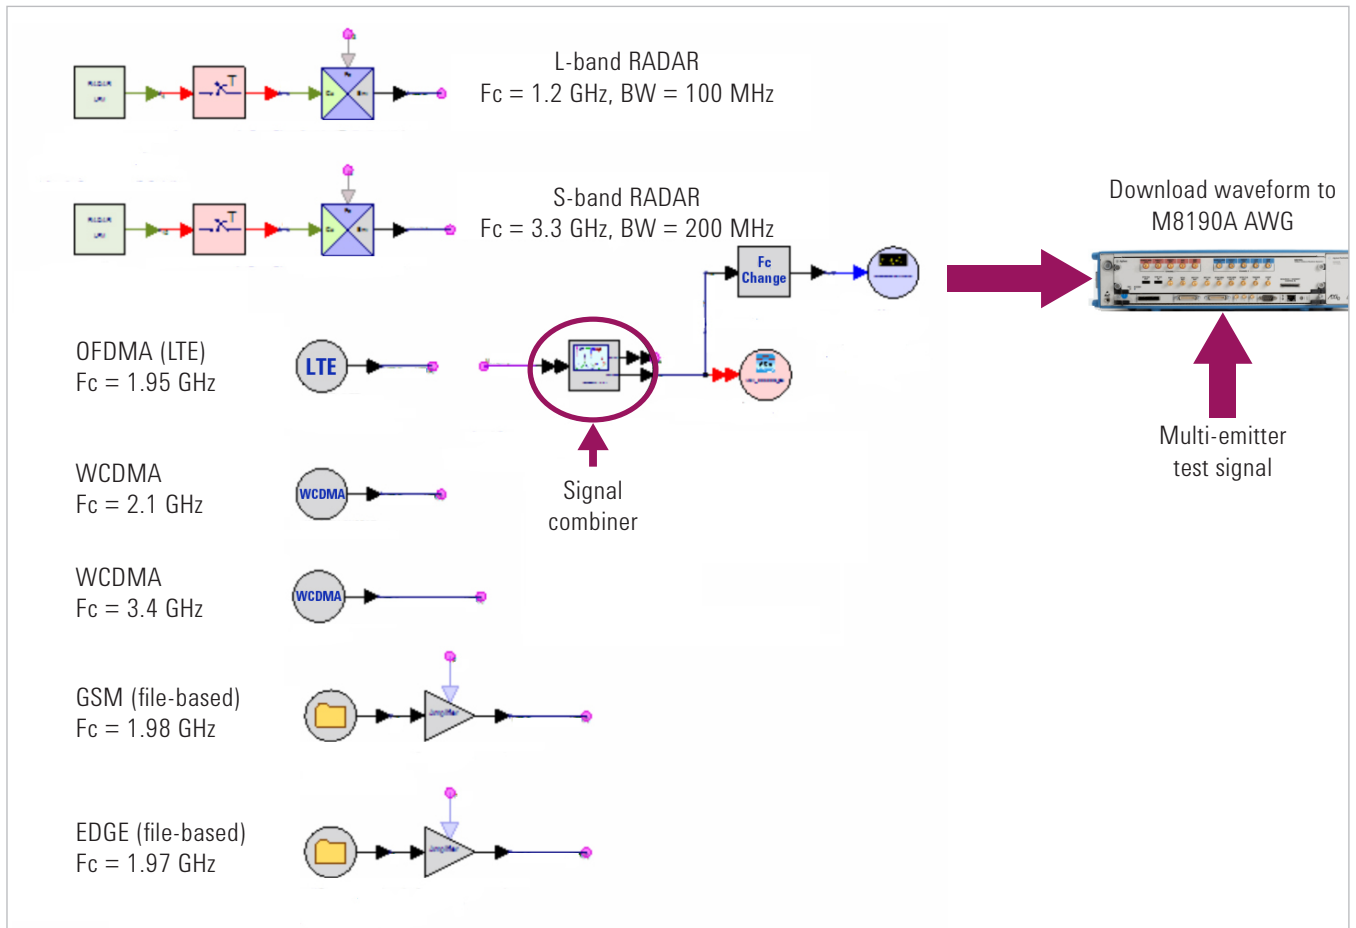 L-band RADAR
Fc = 1.2 GHz, BW = 100 MHz
S-band RADAR
Fc = 3.3 GHz, BW = 200 MHz
Download waveform to
M8190A AWG
Fc
Change
OFDMA (LTE)
Fc = 1.95 GHz
LTE
Multi-emitter
test signal
WCDMA
Fc = 2.1 GHz
WCDMA
Signal
combiner
WCDMA
Fc = 3.4 GHz
WCDMA
GSM (file-based)
Fc = 1.98 GHz
Amplifier
EDGE (file-based)
Fc = 1.97 GHz
Amplifier
T
T